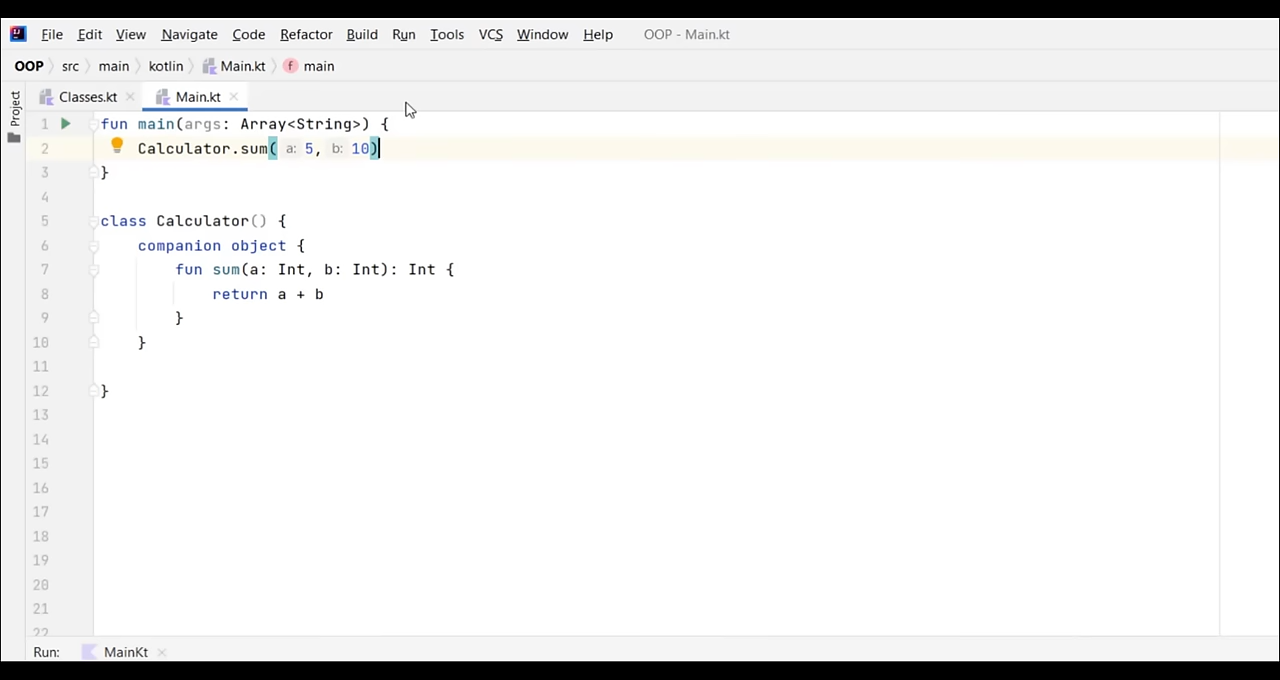 File Edit View Navigate Code Refactor Build Run Tools VCS Window Help OOP - Main.kt
OOP src main kotlin Main.kt f main
Project
Classes.kt Main.kt
1 fun main(args: Array<String>) {
2 Calculator.sum( a: 5, b: 10)
3 }
4
5 class Calculator() {
6 companion object {
7 fun sum(a: Int, b: Int): Int {
8 return a + b
9 }
10 }
11
12 }
13
14
15
16
17
18
19
20
21
22
Run: MainKt